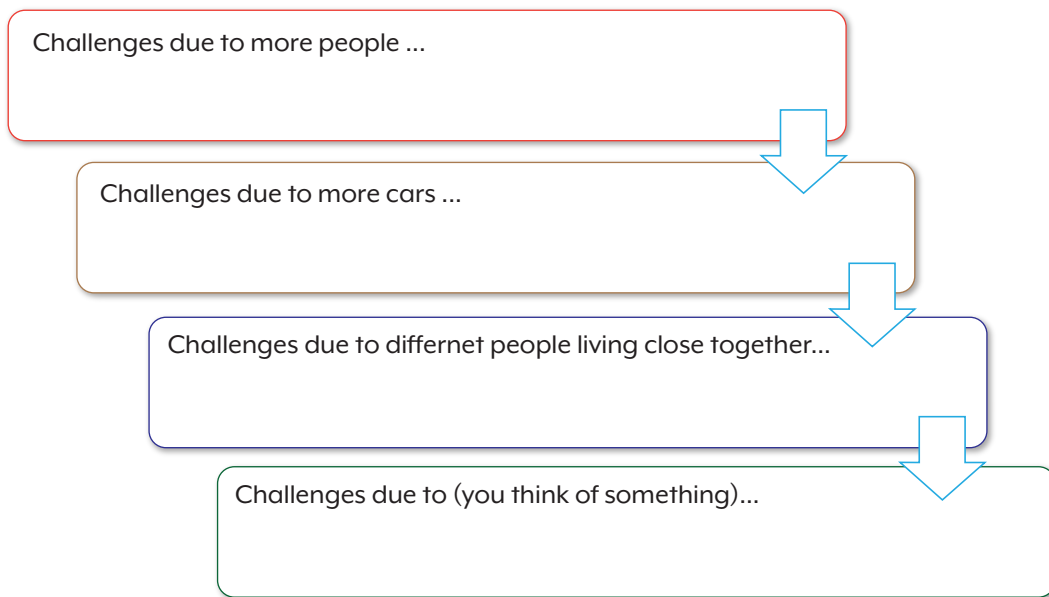 Challenges due to more people ...
Challenges due to more cars ...
Challenges due to differnet people living close together...
Challenges due to (you think of something)...